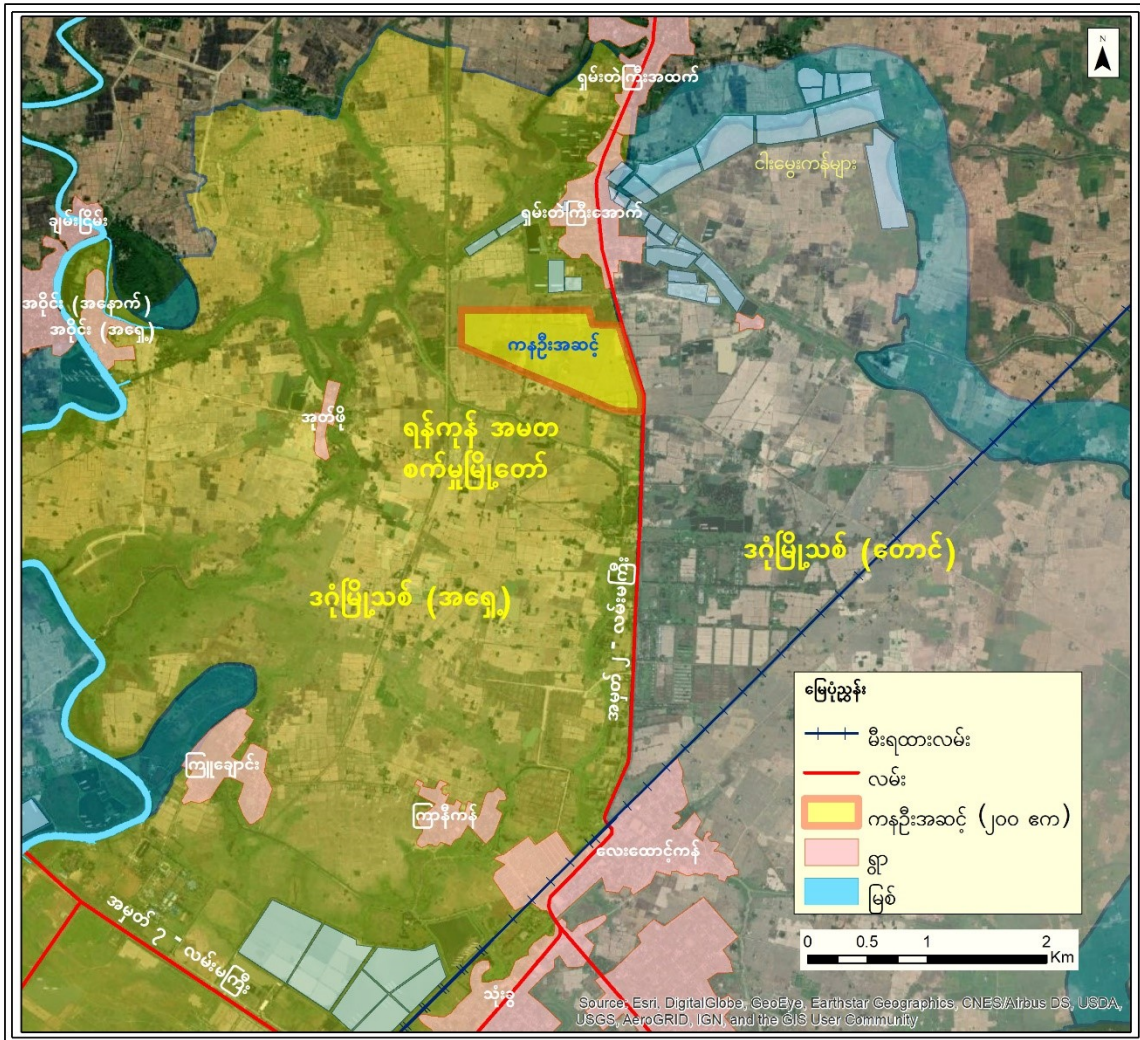 N
ရှမ်းတဲကြီးအထက်
ငါးမွေးကန်များ
ရှမ်းတဲကြီးအောက်
ချမ်းငြိမ်း
အဝိုင်း (အနောက်)
အဝိုင်း (အရှေ့)
ကနဦးအဆင့်
အုတ်ဖို
ရန်ကုန် အမတ
စက်မှုမြို့တော်
ဒဂုံမြို့သစ် (တောင်)
ဒဂုံမြို့သစ် (အရှေ့)
အမှတ် ၂ - လမ်းမကြီး
မြေပုံညွှန်း
မီးရထားလမ်း
လမ်း
ကနဦးအဆင့် (၂၀၀ ဧက)
ရွာ
မြစ်
ကြူချောင်း
ကြာနီကန်
လေးထောင့်ကန်
အမှတ် ၇ - လမ်းမကြီး
သုံးခွ
0 0.5 1 2
Km
Source: Esri, DigitalGlobe, GeoEye, Earthstar Geographics, CNES/Airbus DS, USDA,
USGS, AeroGRID, IGN, and the GIS User Community